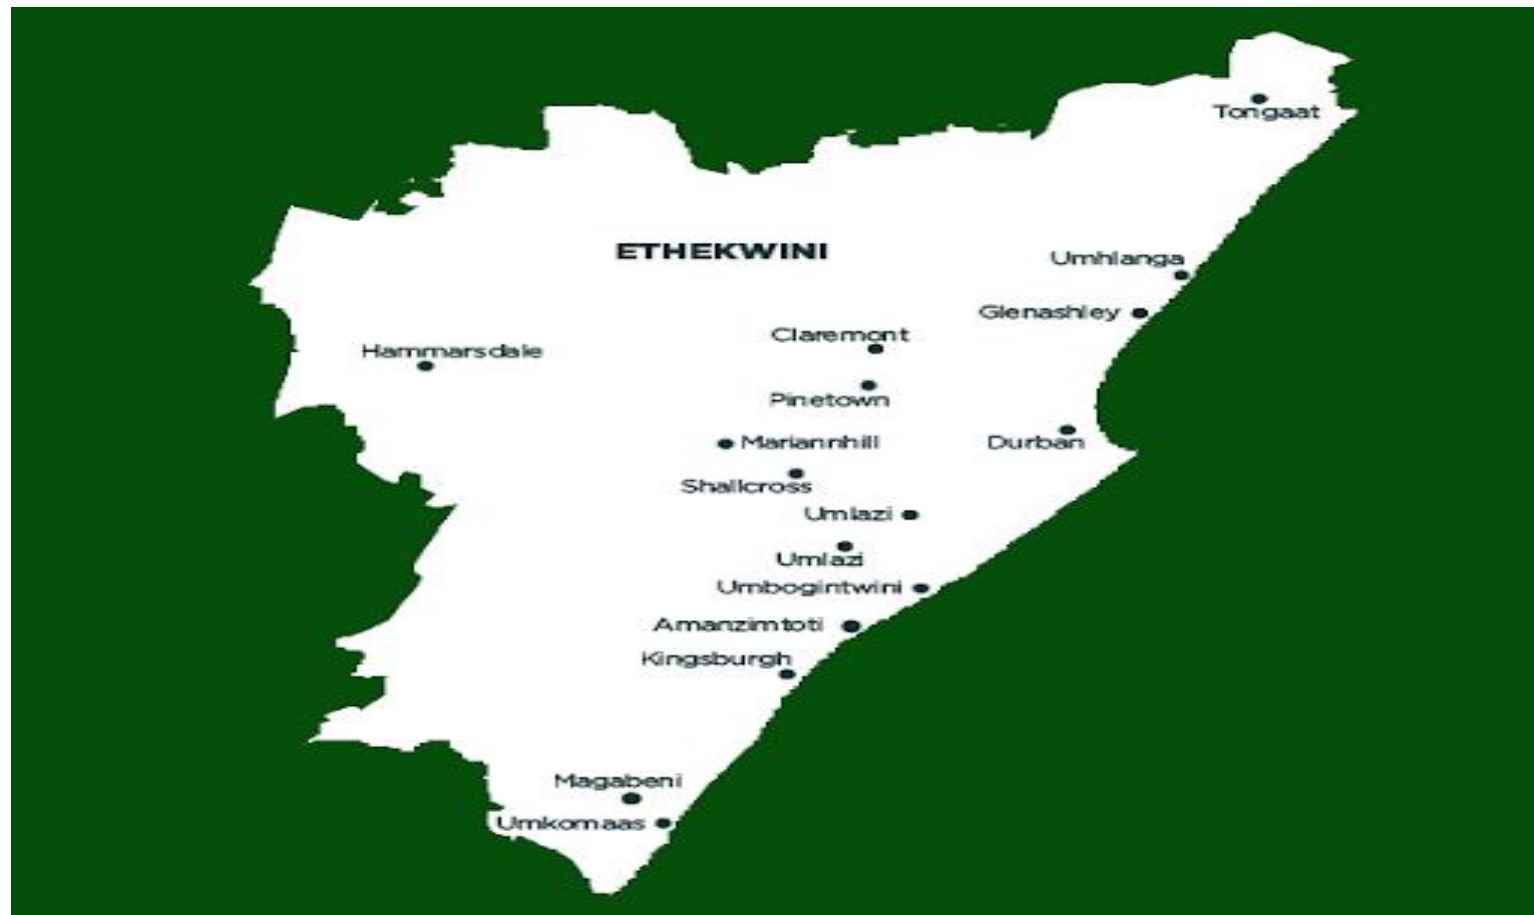 Tongaat
ETHEKWINI
Umhlanga
Glenashley
Claremont
Hammarsdale
Pinetown
Mariannhill
Durban
Shallcross
Umlazi
Umlazi
Umbogintwini
Amanzimtoti
Kingsburgh
Magabeni
Umkomaas